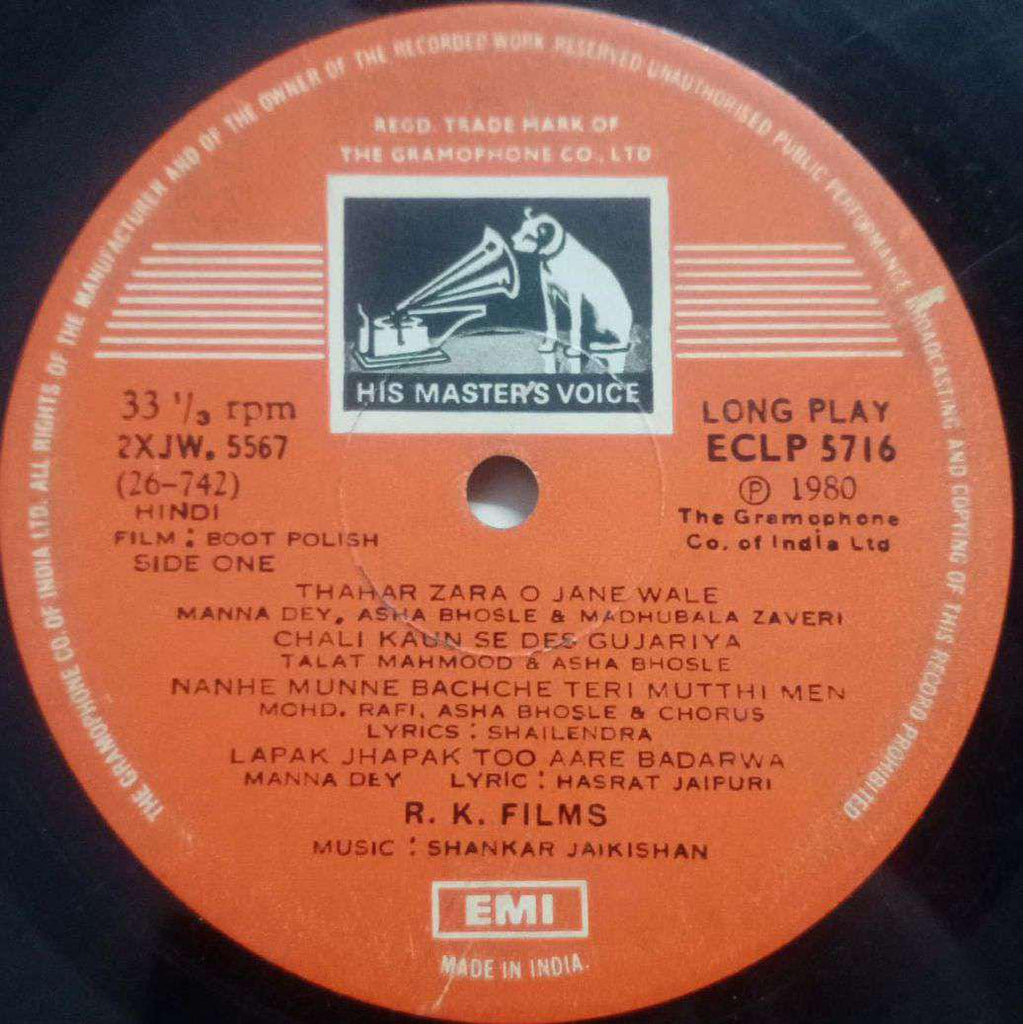 THE GRAMOPHONE CO. OF INDIA LTD. ALL RIGHTS OF THE MANUFACTURER AND OF THE OWNER OF THE RECORDED WORK RESERVED UNAUTHORISED PUBLIC PERFORMANCE BROADCASTING AND COPYING OF THIS RECORD PROHIBITED
REGD. TRADE MARK OF
THE GRAMOPHONE CO., LTD
HIS MASTER'S VOICE
33 1/3 rpm
2XJW. 5567
(26-742)
HINDI
FILM : BOOT POLISH
SIDE ONE
LONG PLAY
ECLP 5716
Ⓟ 1980
The Gramophone
Co. of India Ltd
THAHAR ZARA O JANE WALE
MANNA DEY, ASHA BHOSLE & MADHUBALA ZAVERI
CHALI KAUN SE DES GUJARIYA
TALAT MAHMOOD & ASHA BHOSLE
NANHE MUNNE BACHCHE TERI MUTTHI MEN
MOHD. RAFI, ASHA BHOSLE & CHORUS
LYRICS : SHAILENDRA
LAPAK JHAPAK TOO AARE BADARWA
MANNA DEY LYRIC : HASRAT JAIPURI
R. K. FILMS
MUSIC : SHANKAR JAIKISHAN
EMI
MADE IN INDIA.